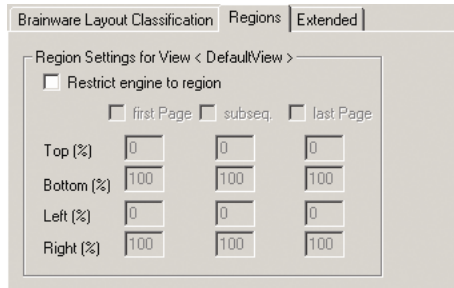 Brainware Layout Classification Regions Extended
Region Settings for View < DefaultView >
Restrict engine to region
first Page subseq. last Page
Top (%) 0 0 0
Bottom (%) 100 100 100
Left (%) 0 0 0
Right (%) 100 100 100